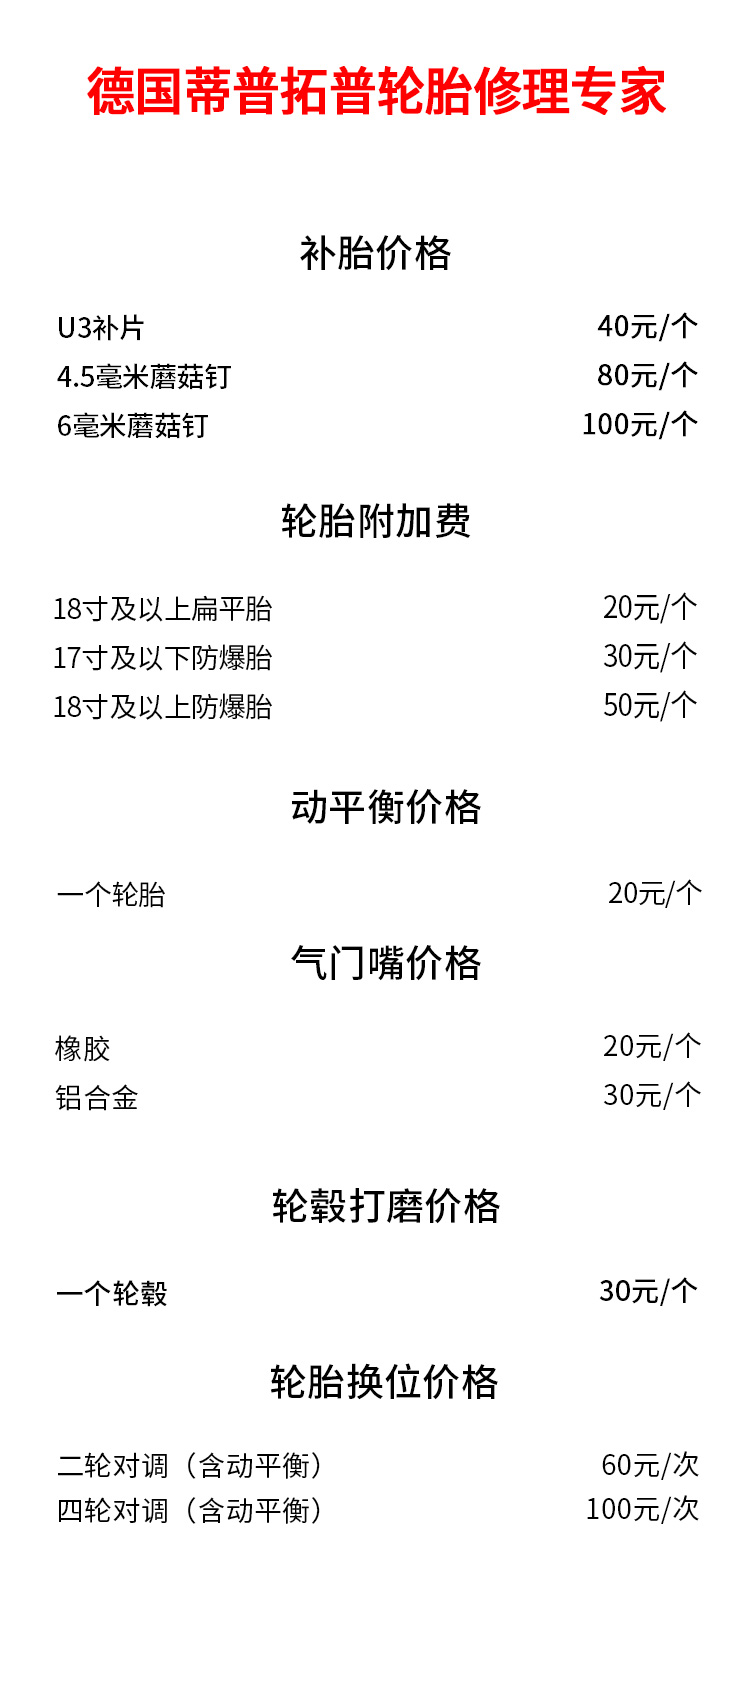 德国蒂普拓普轮胎修理专家
补胎价格
U3补片 40元/个
4.5毫米蘑菇钉 80元/个
6毫米蘑菇钉 100元/个
轮胎附加费
18寸及以上扁平胎 20元/个
17寸及以下防爆胎 30元/个
18寸及以上防爆胎 50元/个
动平衡价格
一个轮胎 20元/个
气门嘴价格
橡胶 20元/个
铝合金 30元/个
轮毂打磨价格
一个轮毂 30元/个
轮胎换位价格
二轮对调（含动平衡） 60元/次
四轮对调（含动平衡） 100元/次